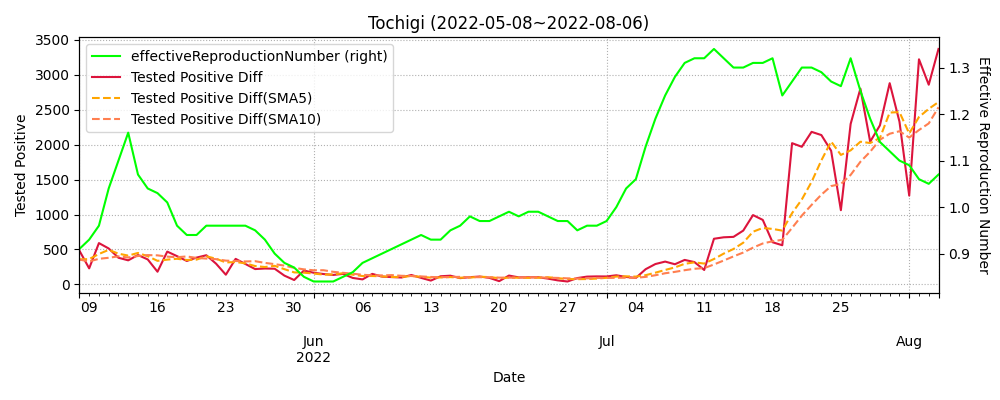 Tochigi (2022-05-08~2022-08-06)
effectiveReproductionNumber (right)
Tested Positive Diff
Tested Positive Diff(SMA5)
Tested Positive Diff(SMA10)
Tested Positive
3500
3000
2500
2000
1500
1000
500
0
Effective Reproduction Number
1.3
1.2
1.1
1.0
0.9
09 16 23 30 06 13 20 27 04 11 18 25
Jun Jul Aug
2022
Date